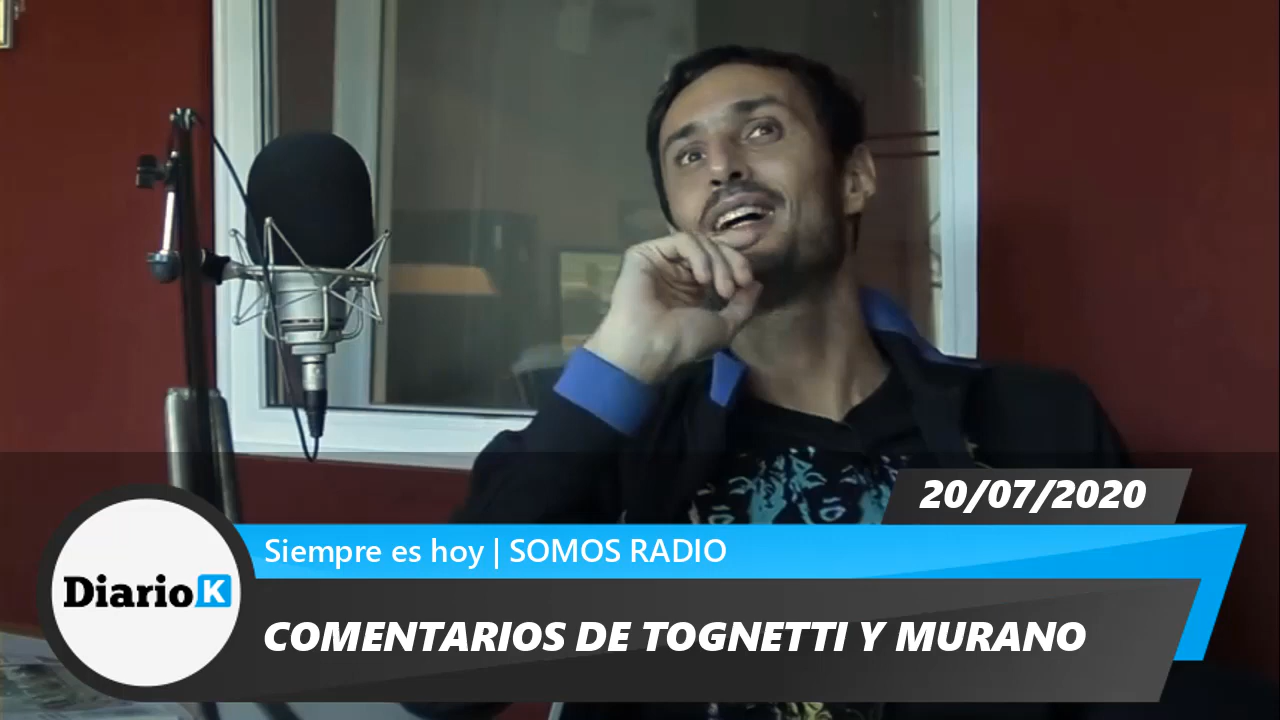 20/07/2020
Siempre es hoy | SOMOS RADIO
DiarioK
COMENTARIOS DE TOGNETTI Y MURANO